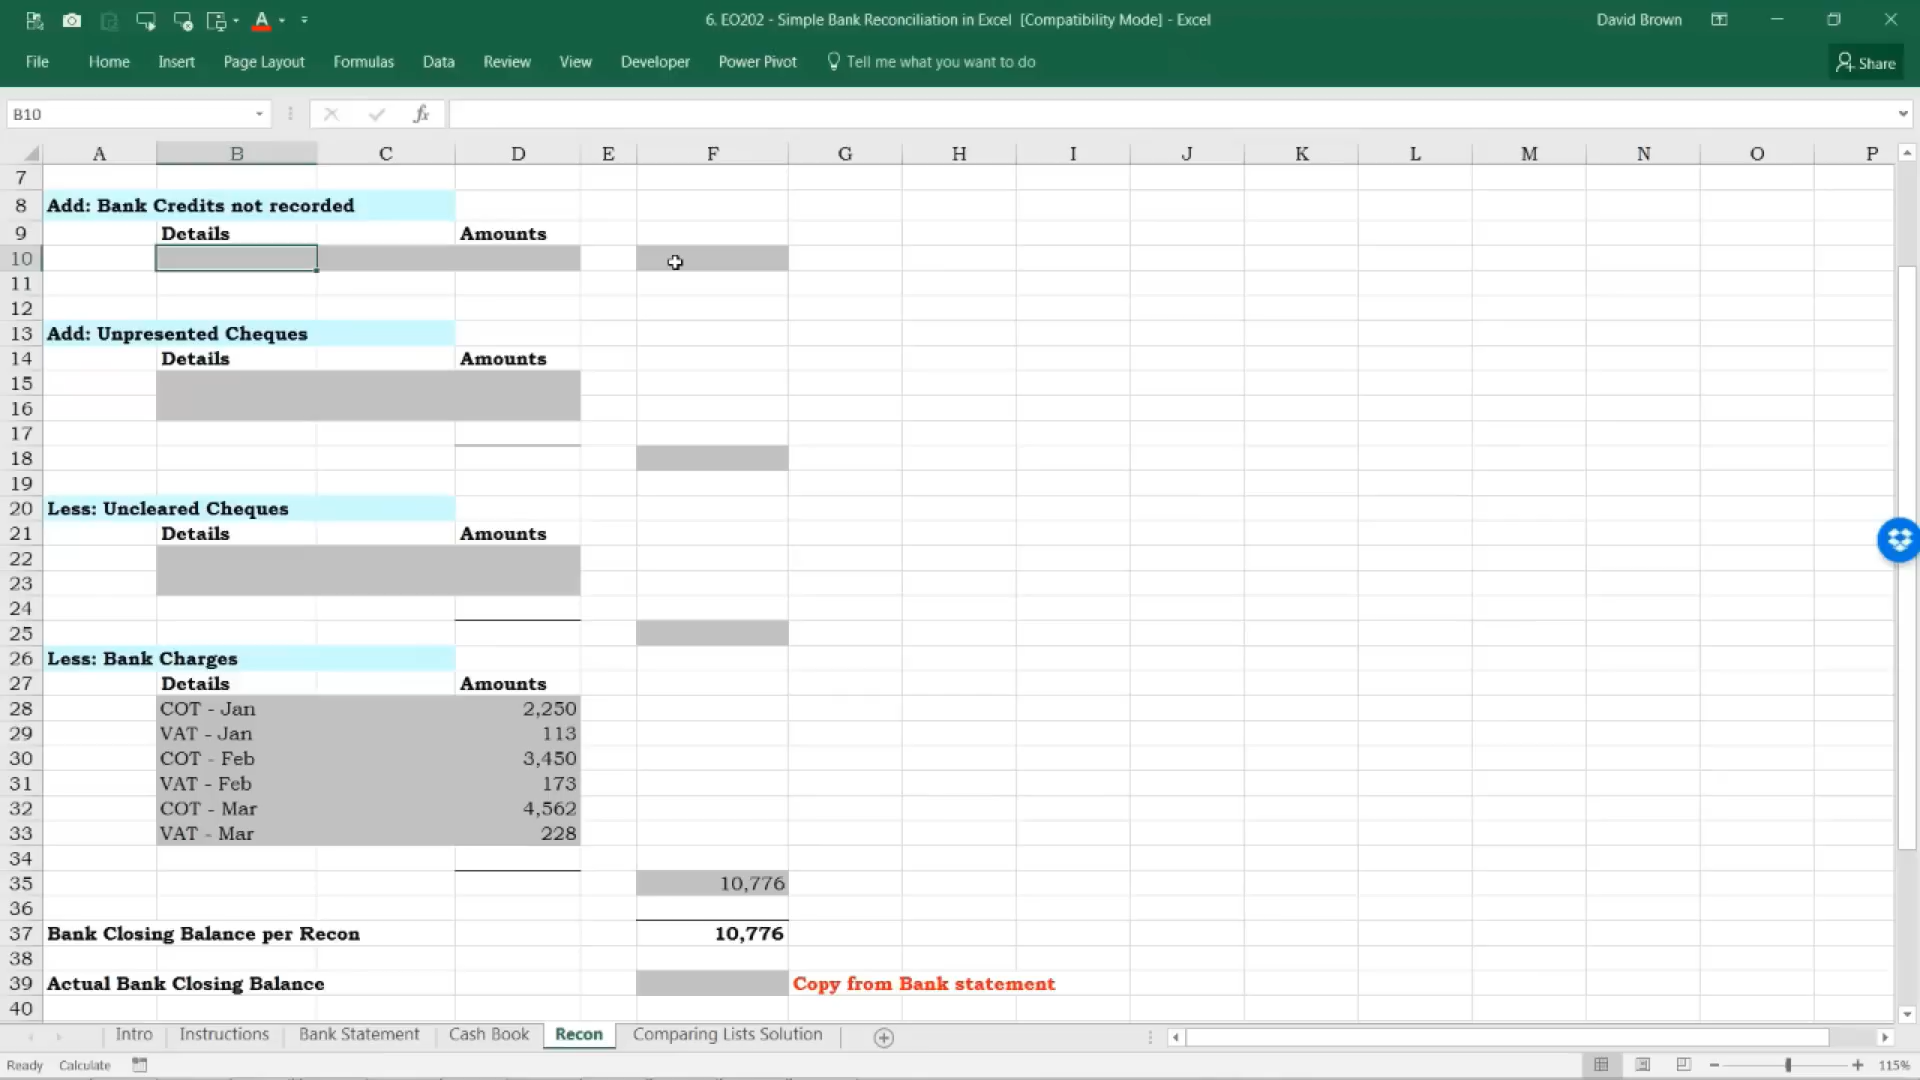 6. EO202 - Simple Bank Reconciliation in Excel [Compatibility Mode] - Excel
David Brown
File Home Insert Page Layout Formulas Data Review View Developer Power Pivot Tell me what you want to do Share
B10 fx
A B C D E F G H I J K L M N O P
7
8 Add: Bank Credits not recorded
9 Details Amounts
10
11
12
13 Add: Unpresented Cheques
14 Details Amounts
15
16
17
18
19
20 Less: Uncleared Cheques
21 Details Amounts
22
23
24
25
26 Less: Bank Charges
27 Details Amounts
28 COT - Jan 2,250
29 VAT - Jan 113
30 COT - Feb 3,450
31 VAT - Feb 173
32 COT - Mar 4,562
33 VAT - Mar 228
34
35 10,776
36
37 Bank Closing Balance per Recon 10,776
38
39 Actual Bank Closing Balance Copy from Bank statement
40
Intro Instructions Bank Statement Cash Book Recon Comparing Lists Solution
Ready Calculate 115%